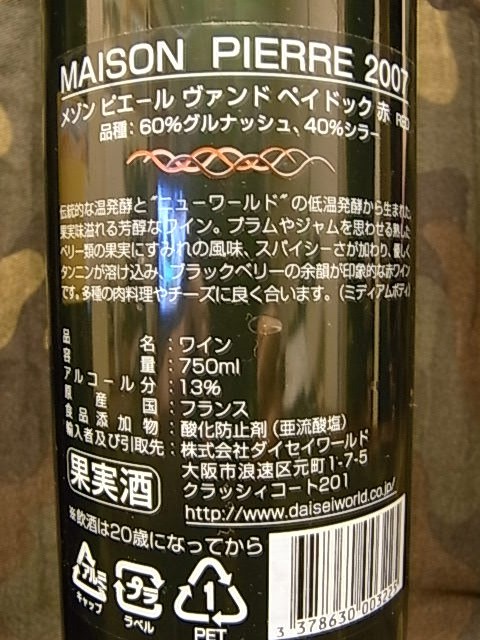 MAISON PIERRE 2007
メゾン ピエール ヴァンド ペイドック 赤 RED
品種:60%グルナッシュ、40%シラー
伝統的な温発酵と"ニューワールド"の低温発酵から生まれた
果実味溢れる芳醇なワイン。プラムやジャムを思わせる熟した
ベリー類の果実にすみれの風味、スパイシーさが加わり、優しく
タンニンが溶け込み、ブラックベリーの余韻が印象的な赤ワイン
です。多種の肉料理やチーズに良く合います。(ミディアムボディ)
品名:ワイン
容量:750ml
アルコール分:13%
原産国:フランス
食品添加物:酸化防止剤(亜流酸塩)
輸入者及び引取先:株式会社ダイセイワールド
大阪市浪速区元町1-7-5
クラッシィコート201
http://www.daiseiworld.co.jp/
果実酒
※飲酒は20歳になってから
アルミ
キャップ
プラ
ラベル
1
PET
3 378630 003223